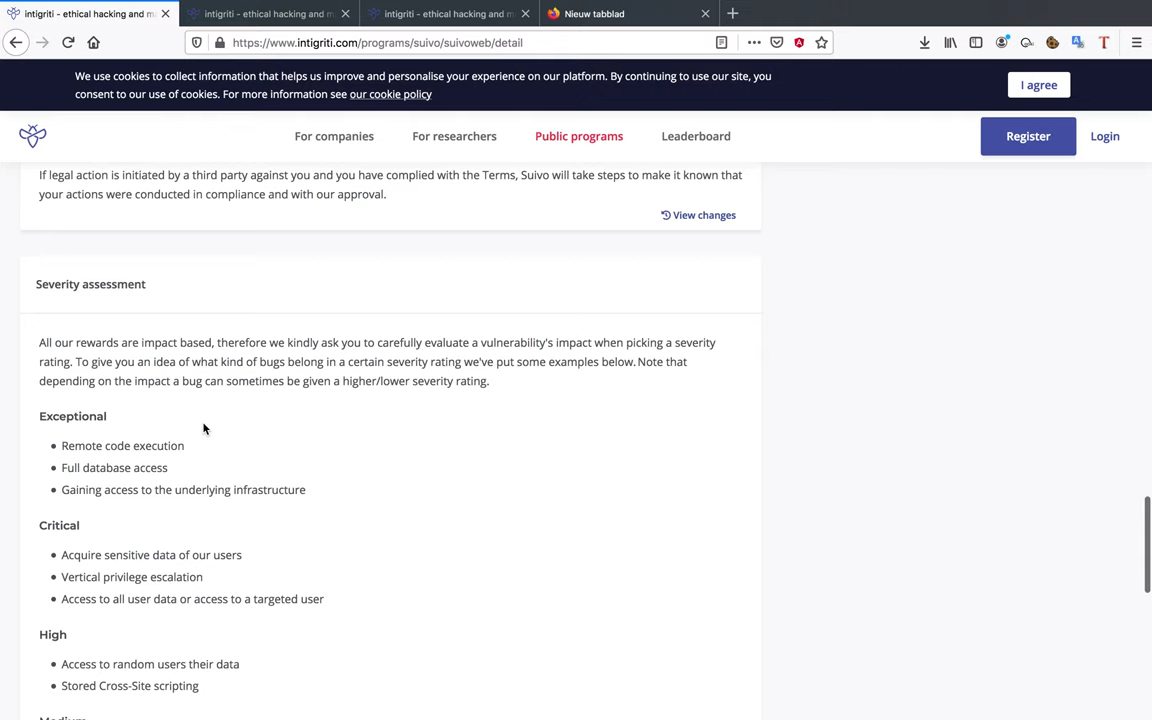 intigriti - ethical hacking and m
intigriti - ethical hacking and m
intigriti - ethical hacking and m
Nieuw tabblad
https://www.intigriti.com/programs/suivo/suivoweb/detail
We use cookies to collect information that helps us improve and personalise your experience on our platform. By continuing to use our site, you
consent to our use of cookies. For more information see our cookie policy
I agree
For companies
For researchers
Public programs
Leaderboard
Register
Login
If legal action is initiated by a third party against you and you have complied with the Terms, Suivo will take steps to make it known that
your actions were conducted in compliance and with our approval.
View changes
Severity assessment
All our rewards are impact based, therefore we kindly ask you to carefully evaluate a vulnerability's impact when picking a severity
rating. To give you an idea of what kind of bugs belong in a certain severity rating we've put some examples below. Note that
depending on the impact a bug can sometimes be given a higher/lower severity rating.
Exceptional
Remote code execution
Full database access
Gaining access to the underlying infrastructure
Critical
Acquire sensitive data of our users
Vertical privilege escalation
Access to all user data or access to a targeted user
High
Access to random users their data
Stored Cross-Site scripting